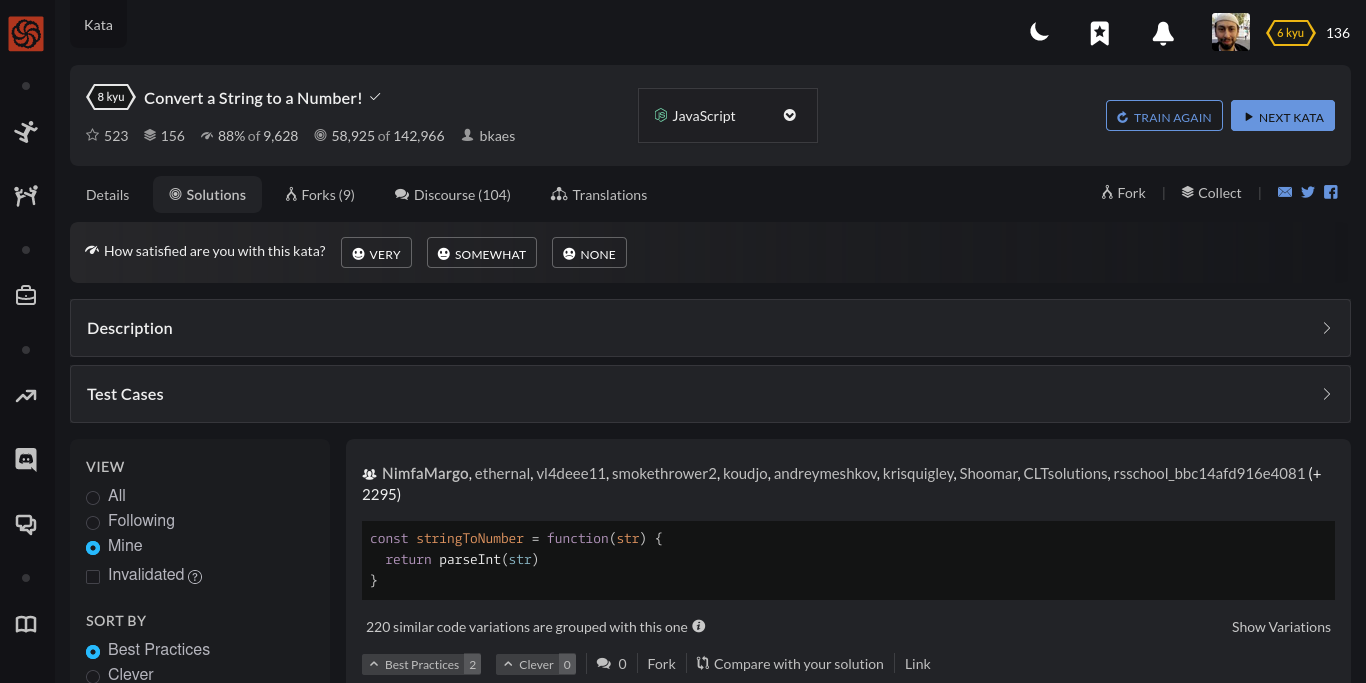 Kata
6 kyu 136
8 kyu Convert a String to a Number!
523 156 88% of 9,628 58,925 of 142,966 bkaes
JavaScript
TRAIN AGAIN NEXT KATA
Details Solutions Forks (9) Discourse (104) Translations
Fork | Collect |
How satisfied are you with this kata? VERY SOMEWHAT NONE
Description
Test Cases
VIEW
All
Following
Mine
Invalidated ?
SORT BY
Best Practices
Clever
NimfaMargo, ethernal, vl4deee11, smokethrower2, koudjo, andreymeshkov, krisquigley, Shoomar, CLTsolutions, rsschool_bbc14afd916e4081 (+
2295)
const stringToNumber = function(str) {
return parseInt(str)
}
220 similar code variations are grouped with this one
Show Variations
Best Practices 2 Clever 0 0 Fork Compare with your solution Link